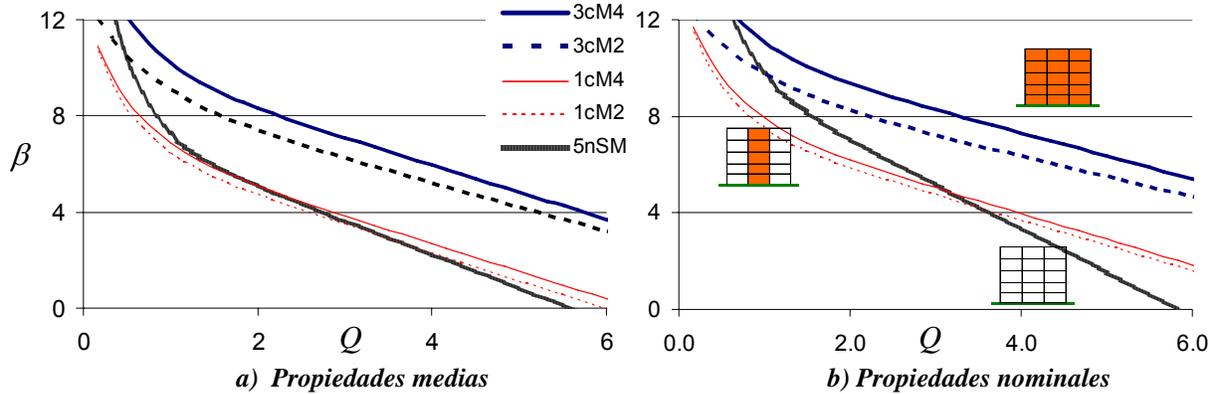 12
8
4
0
β
0
2
4
6
Q
3cM4
3cM2
1cM4
1cM2
5nSM
a) Propiedades medias
12
8
4
0
0.0
2.0
4.0
6.0
Q
b) Propiedades nominales